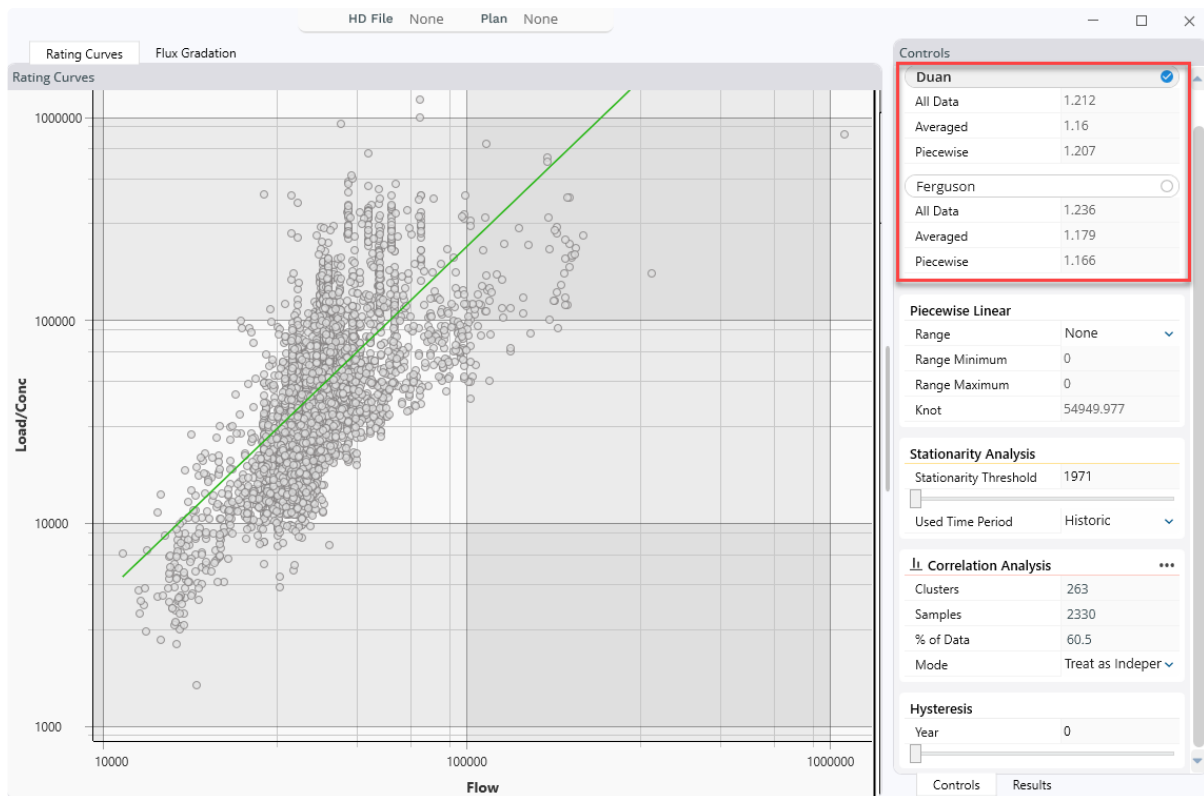 HD File None Plan None
Rating Curves Flux Gradation
Rating Curves
1000000
100000
10000
1000
Load/Conc
10000 100000 1000000
Flow
Controls
Duan
All Data 1.212
Averaged 1.16
Piecewise 1.207
Ferguson
All Data 1.236
Averaged 1.179
Piecewise 1.166
Piecewise Linear
Range None
Range Minimum 0
Range Maximum 0
Knot 54949.977
Stationarity Analysis
Stationarity Threshold 1971
Used Time Period Historic
Correlation Analysis
Clusters 263
Samples 2330
% of Data 60.5
Mode Treat as Indeper
Hysteresis
Year 0
Controls Results